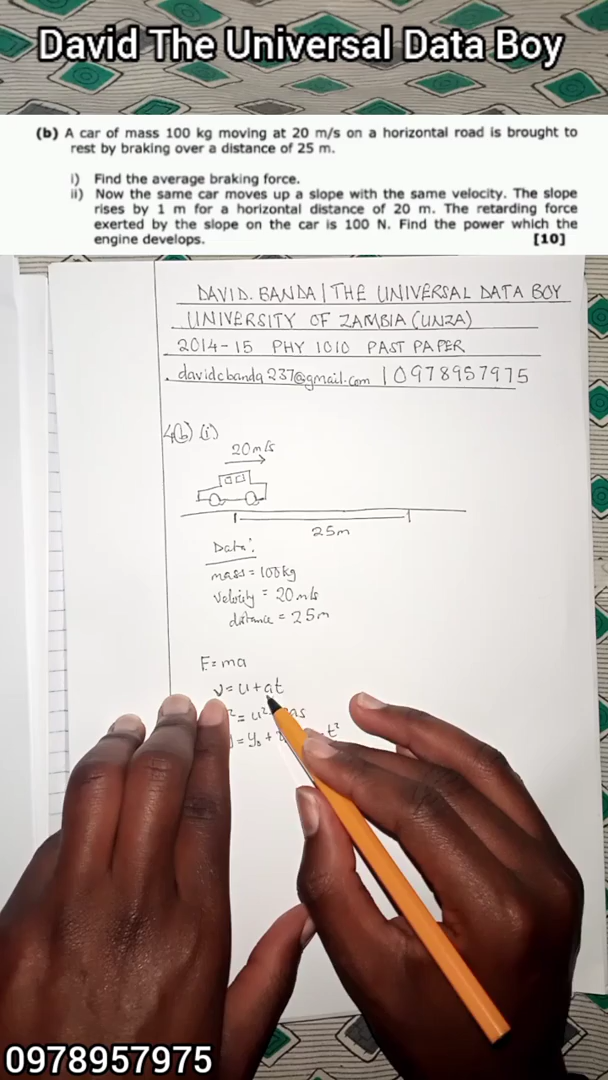 David The Universal Data Boy
(b) A car of mass 100 kg moving at 20 m/s on a horizontal road is brought to
rest by braking over a distance of 25 m.
i) Find the average braking force.
ii) Now the same car moves up a slope with the same velocity. The slope
rises by 1 m for a horizontal distance of 20 m. The retarding force
exerted by the slope on the car is 100 N. Find the power which the
engine develops. [10]
DAVID. BANDA | THE UNIVERSAL DATA BOY
UNIVERSITY OF ZAMBIA (UNZA)
2014-15 PHY 1010 PAST PAPER
davidcbanda237@gmail.com | 0978957975
4(b) (i)
20m/s
25m
Data:
mass = 100kg
velocity = 20m/s
distance = 25m
F = ma
v = u + at
² = u² as
= y₀ + t²
0978957975